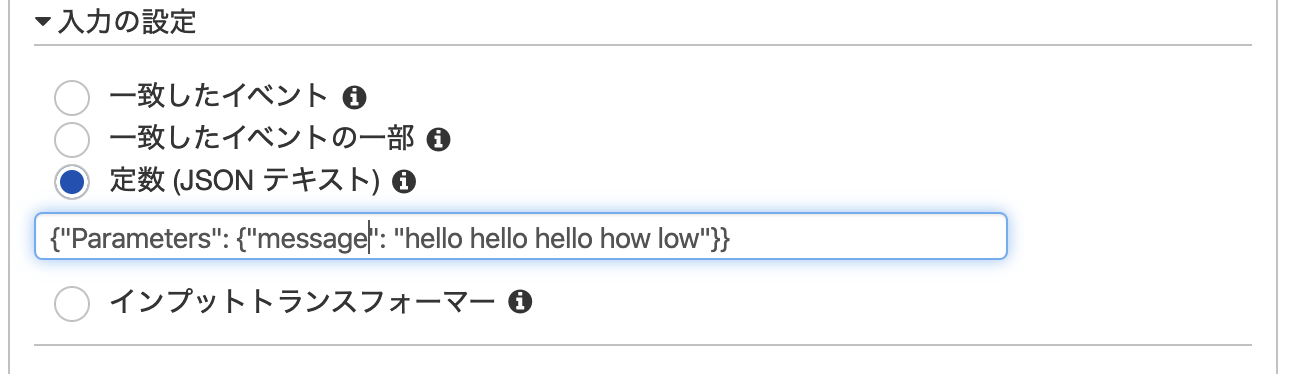 入力の設定
一致したイベント
一致したイベントの一部
定数 (JSON テキスト)
{"Parameters": {"message": "hello hello hello how low"}}
インプットトランスフォーマー